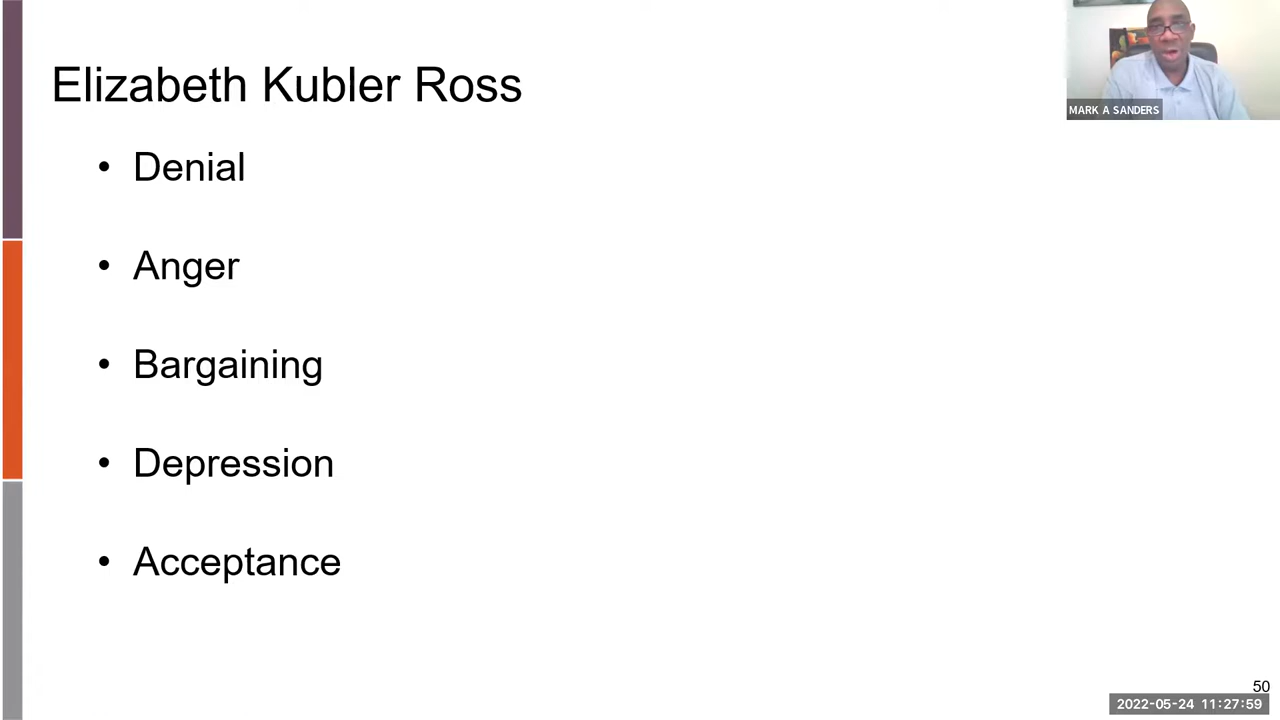 Elizabeth Kubler Ross
MARK A SANDERS
• Denial
• Anger
• Bargaining
• Depression
• Acceptance
50
2022-05-24 11:27:59